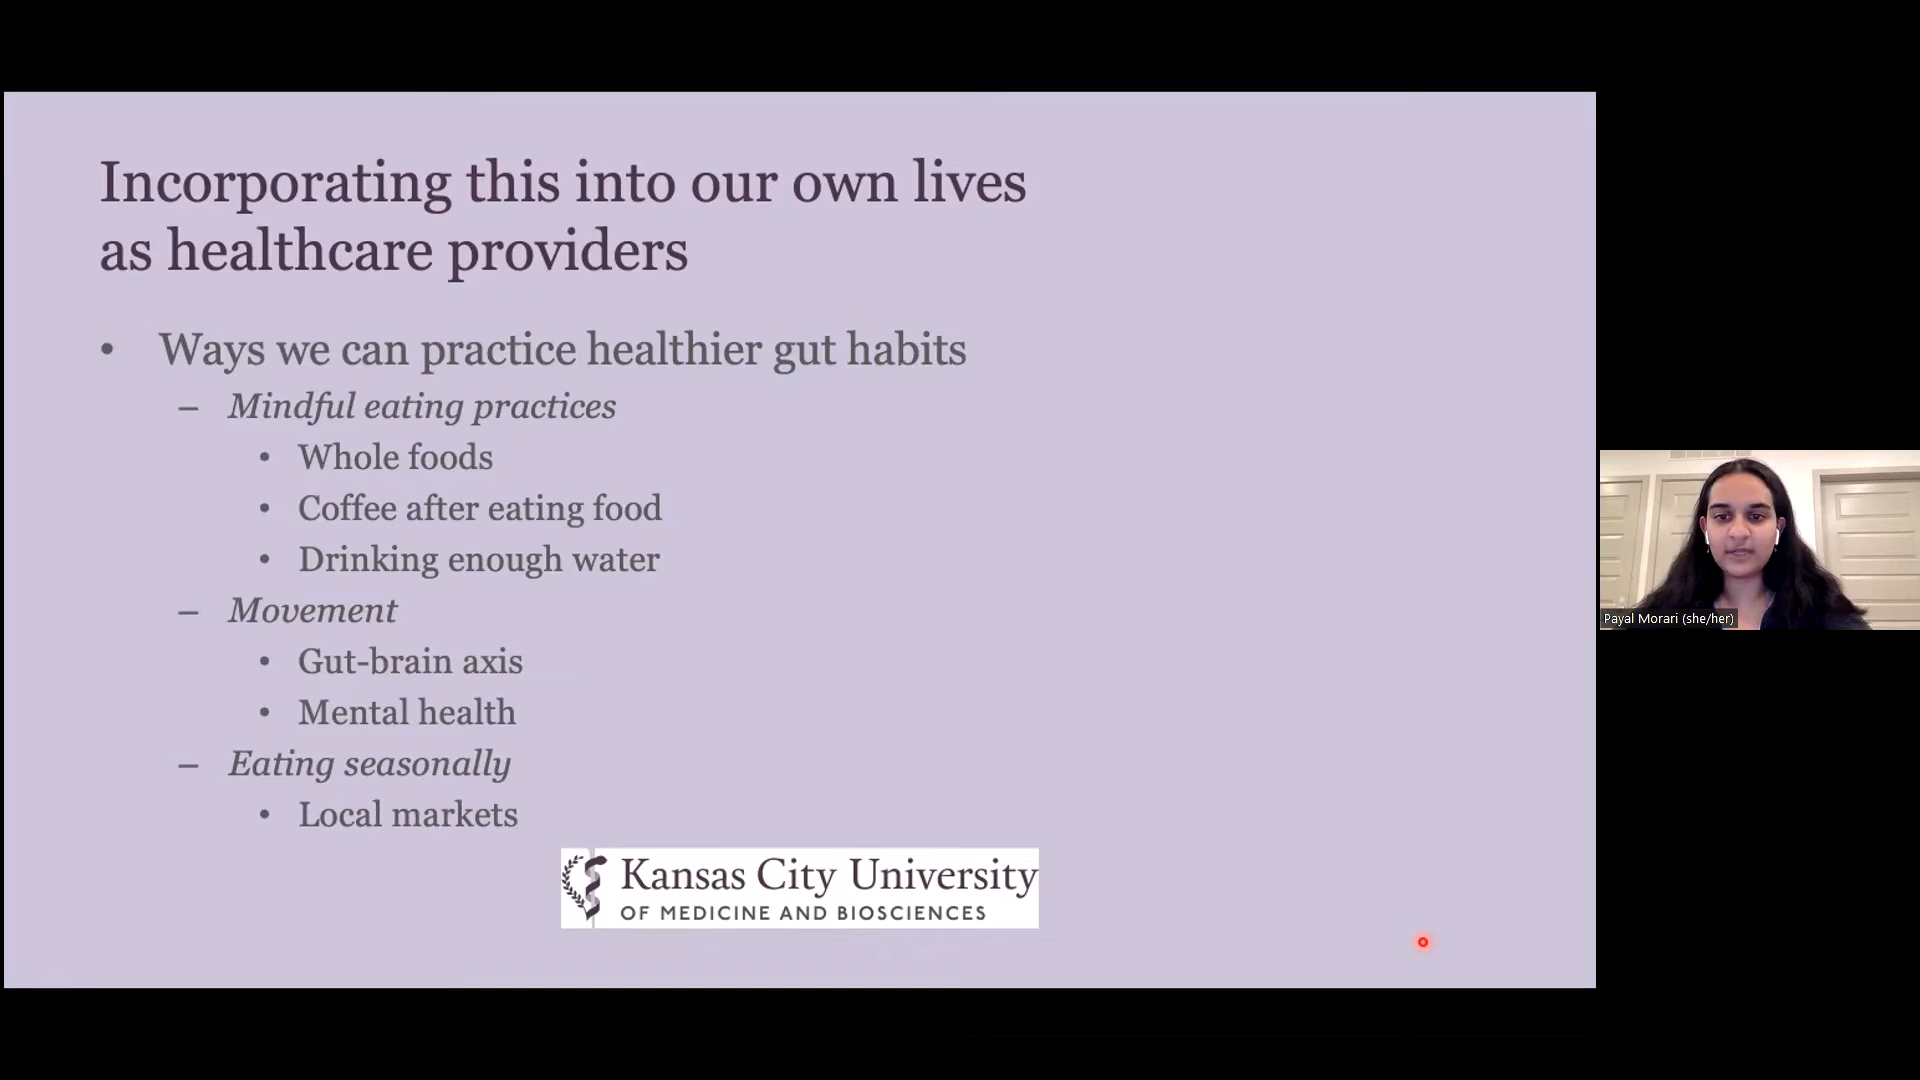 Incorporating this into our own lives
as healthcare providers
• Ways we can practice healthier gut habits
– Mindful eating practices
• Whole foods
• Coffee after eating food
• Drinking enough water
– Movement
• Gut-brain axis
• Mental health
– Eating seasonally
• Local markets
Kansas City University
OF MEDICINE AND BIOSCIENCES
Payal Morari (she/her)